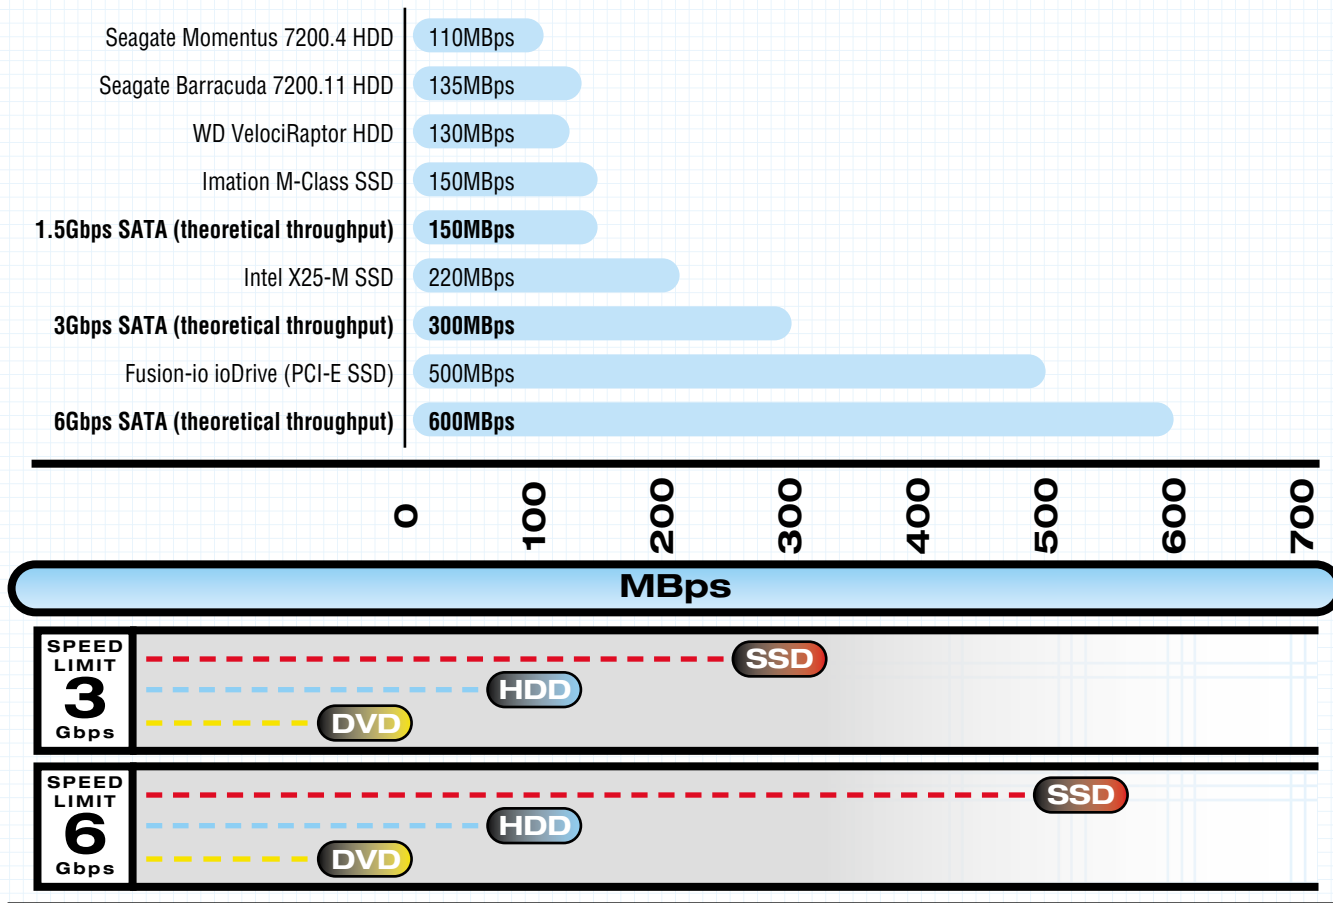 Seagate Momentus 7200.4 HDD 110MBps
Seagate Barracuda 7200.11 HDD 135MBps
WD VelociRaptor HDD 130MBps
Imation M-Class SSD 150MBps
1.5Gbps SATA (theoretical throughput) 150MBps
Intel X25-M SSD 220MBps
3Gbps SATA (theoretical throughput) 300MBps
Fusion-io ioDrive (PCI-E SSD) 500MBps
6Gbps SATA (theoretical throughput) 600MBps
0 100 200 300 400 500 600 700
MBps
SPEED
LIMIT
3
Gbps
SSD
HDD
DVD
SPEED
LIMIT
6
Gbps
SSD
HDD
DVD